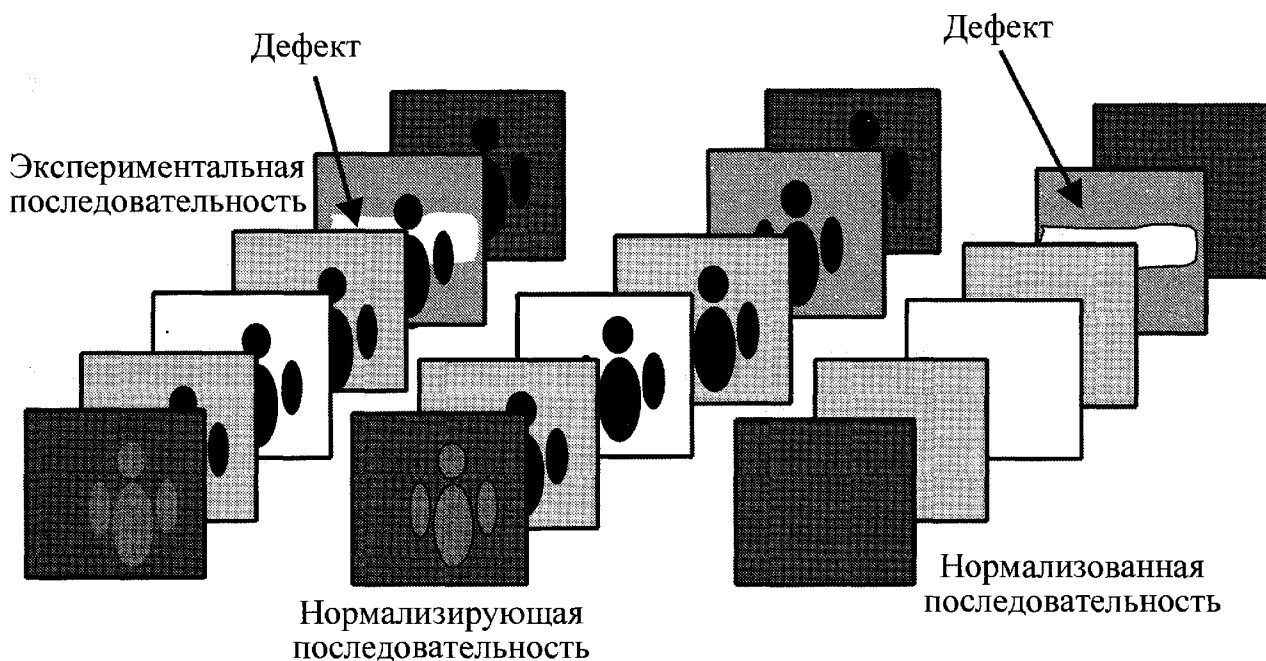 Дефект
Дефект
Экспериментальная
последовательность
Нормализованная
последовательность
Нормализирующая
последовательность